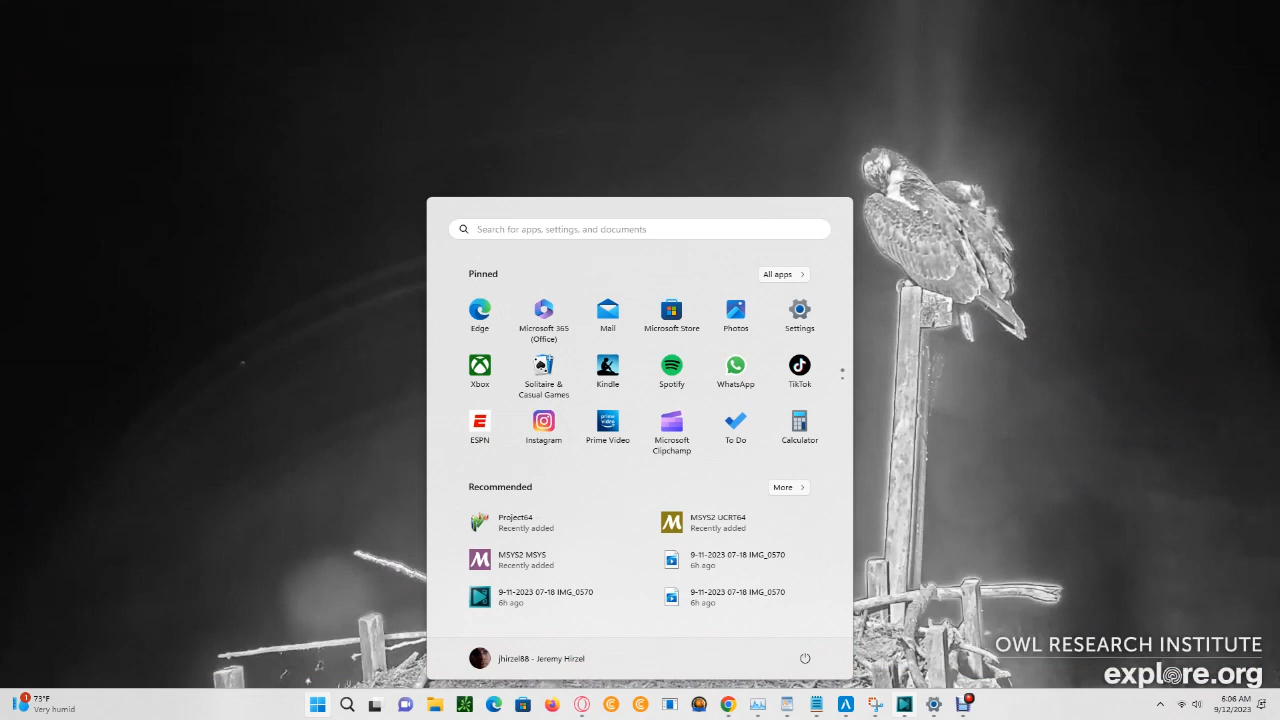 Search for apps, settings, and documents
Pinned
All apps
Edge
Microsoft 365
(Office)
Mail
Microsoft Store
Photos
Settings
Xbox
Solitaire &
Casual Games
Kindle
Spotify
WhatsApp
TikTok
ESPN
Instagram
prime video
Prime Video
Microsoft
Clipchamp
To Do
Calculator
Recommended
More
Project64
Recently added
MSYS2 UCRT64
Recently added
MSYS2 MSYS
Recently added
9-11-2023 07-18 IMG_0570
6h ago
9-11-2023 07-18 IMG_0570
6h ago
9-11-2023 07-18 IMG_0570
6h ago
jhirzel88 - Jeremy Hirzel
OWL RESEARCH INSTITUTE
explore.org
1
73°F
Very humid
6:06 AM
9/12/2023